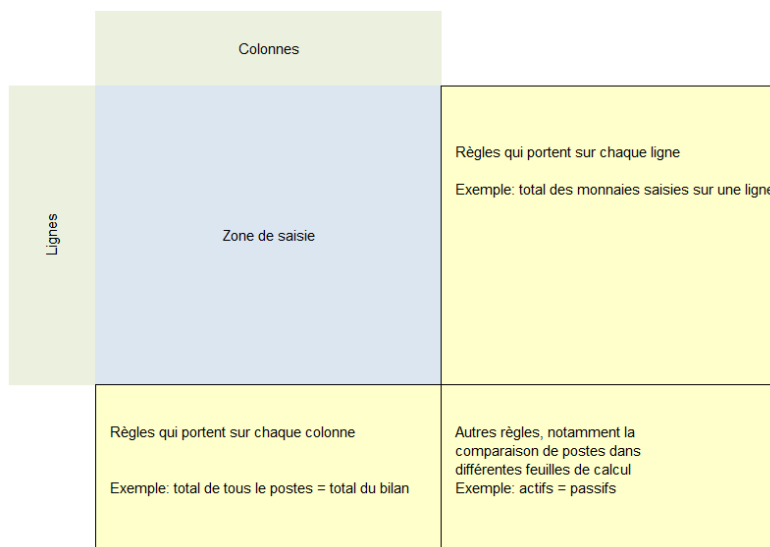 Colonnes
Règles qui portent sur chaque ligne
Exemple: total des monnaies saisies sur une ligne
Lignes
Zone de saisie
Règles qui portent sur chaque colonne
Exemple: total de tous le postes = total du bilan
Autres règles, notamment la
comparaison de postes dans
différentes feuilles de calcul
Exemple: actifs = passifs